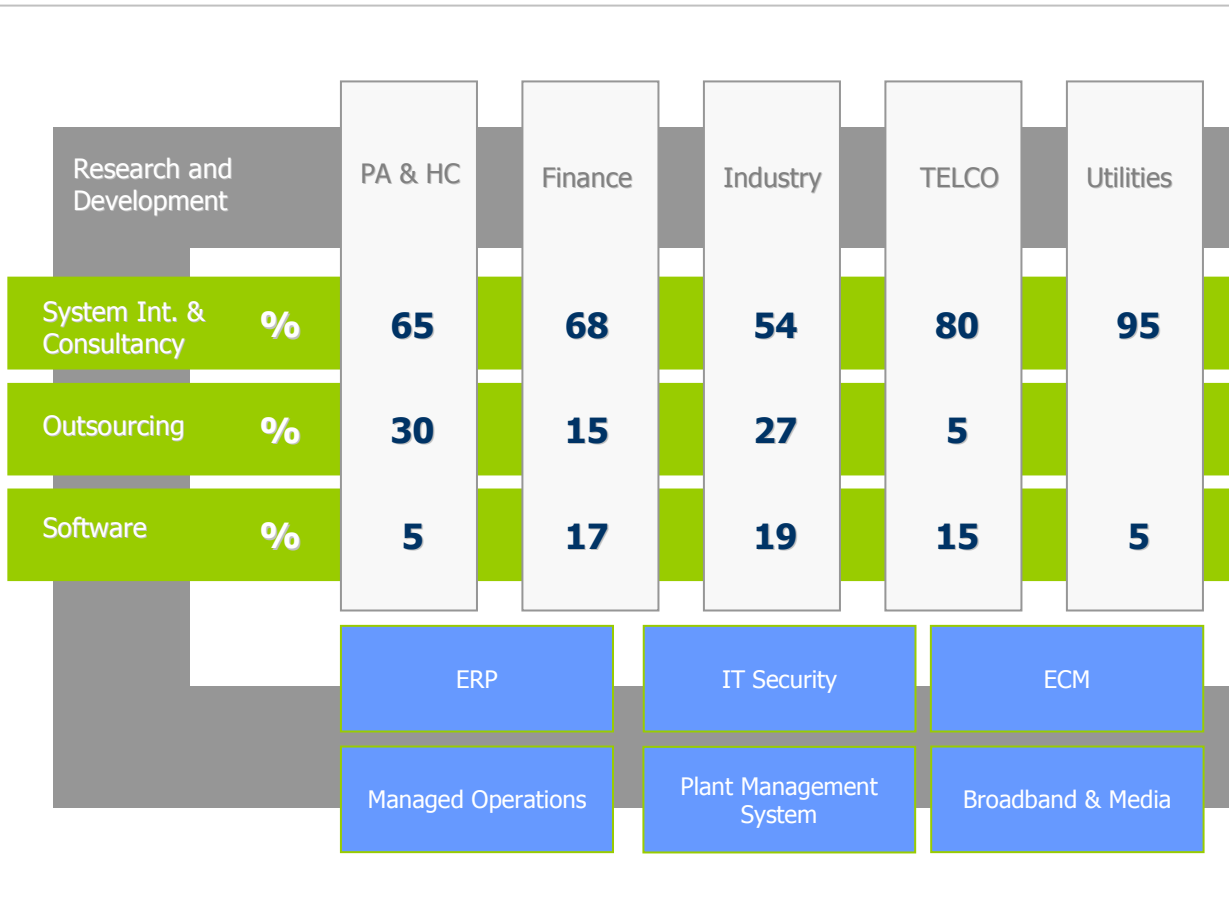 Research and
Development
PA & HC
Finance
Industry
TELCO
Utilities
System Int. &
Consultancy
% 65 68 54 80 95
Outsourcing % 30 15 27 5
Software % 5 17 19 15 5
ERP
IT Security
ECM
Managed Operations
Plant Management
System
Broadband & Media